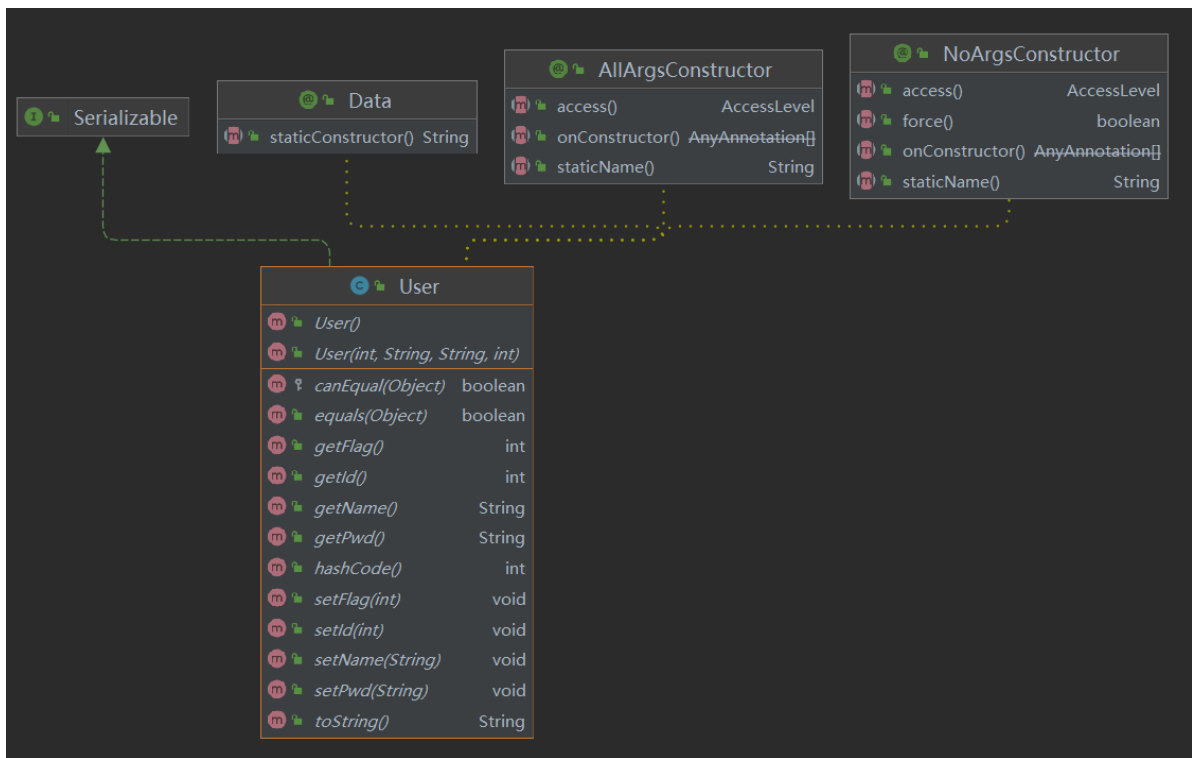 Serializable
Data
staticConstructor() String
AllArgsConstructor
access() AccessLevel
onConstructor() AnyAnnotation[]
staticName() String
NoArgsConstructor
access() AccessLevel
force() boolean
onConstructor() AnyAnnotation[]
staticName() String
User
User()
User(int, String, String, int)
canEqual(Object) boolean
equals(Object) boolean
getFlag() int
getId() int
getName() String
getPwd() String
hashCode() int
setFlag(int) void
setId(int) void
setName(String) void
setPwd(String) void
toString() String